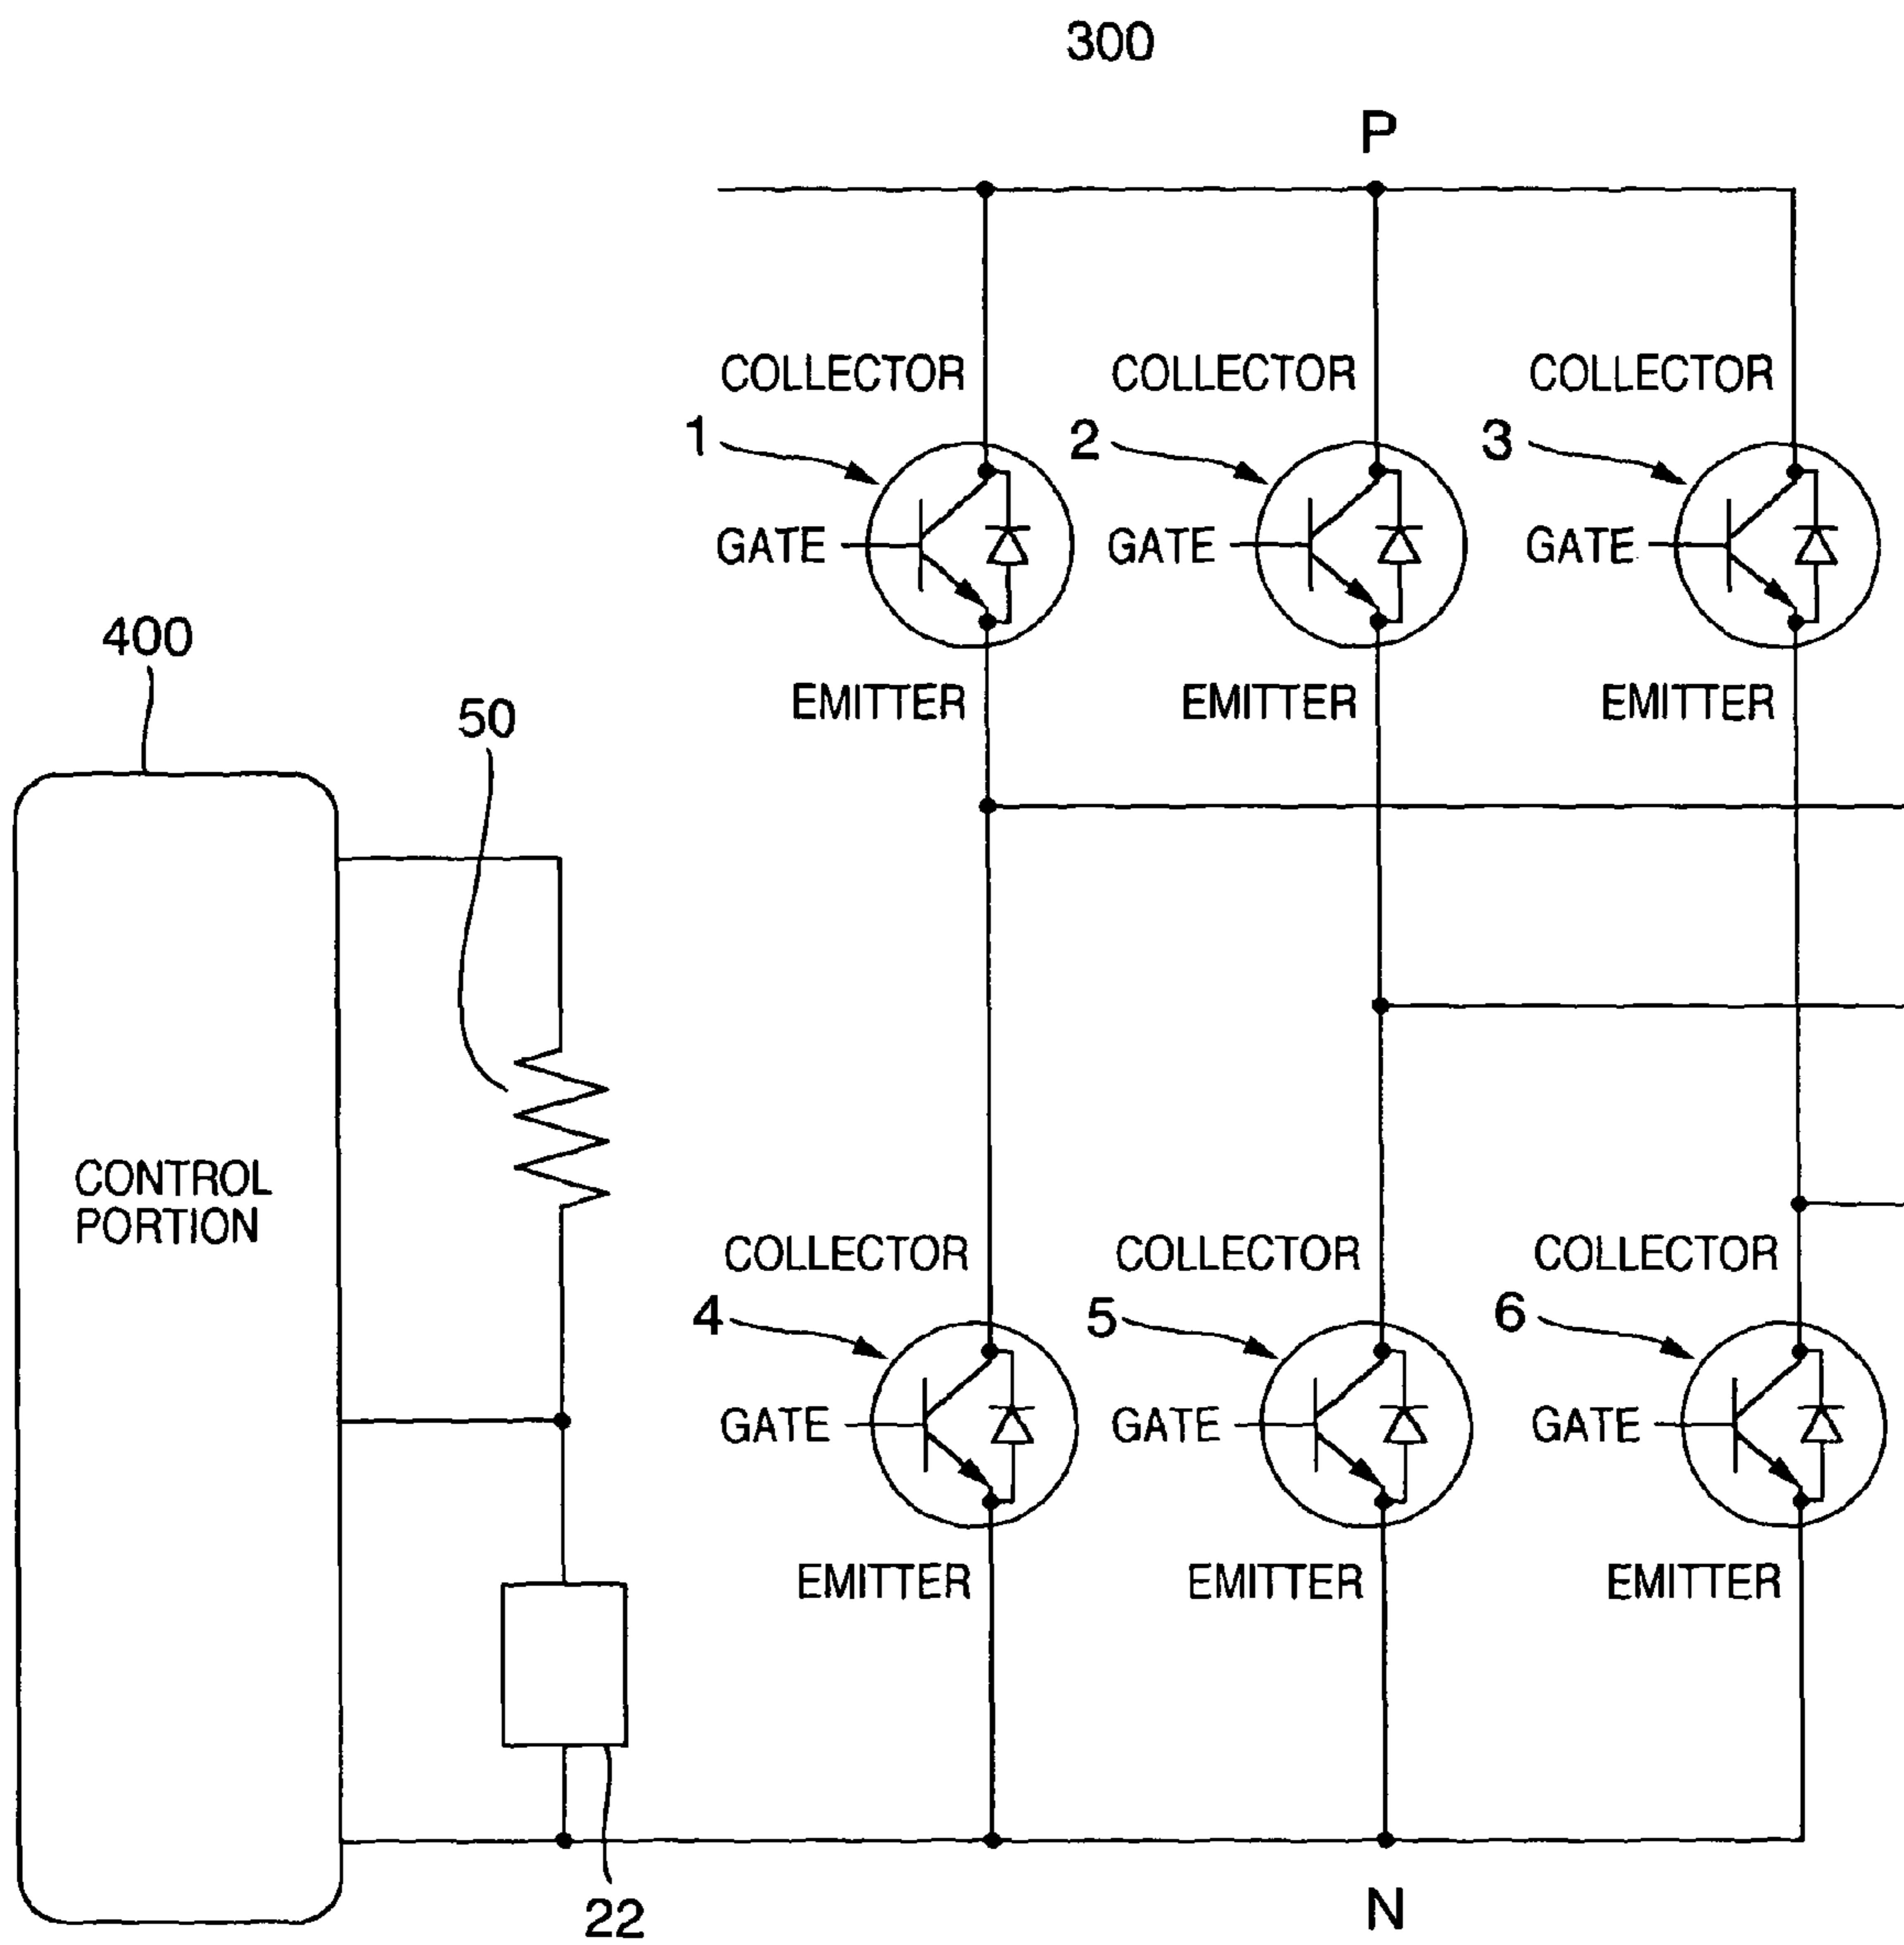 300
P
COLLECTOR COLLECTOR COLLECTOR
1 2 3
GATE GATE GATE
400
EMITTER EMITTER EMITTER
50
CONTROL
PORTION
COLLECTOR COLLECTOR COLLECTOR
4 5 6
GATE GATE GATE
EMITTER EMITTER EMITTER
22
N